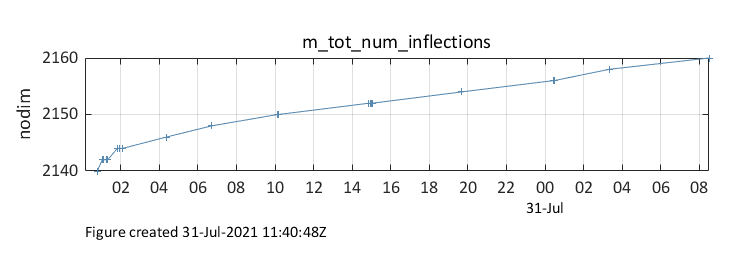 m_tot_num_inflections
2160
2150
2140
nodim
02 04 06 08 10 12 14 16 18 20 22 00 02 04 06 08
31-Jul
Figure created 31-Jul-2021 11:40:48Z